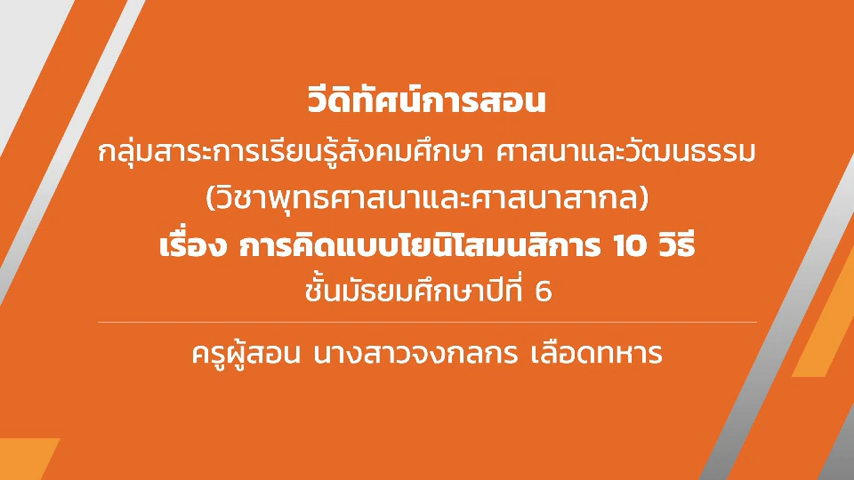 วีดิทัศน์การสอน
กลุ่มสาระการเรียนรู้สังคมศึกษา ศาสนาและวัฒนธรรม
(วิชาพุทธศาสนาและศาสนาสากล)
เรื่อง การคิดแบบโยนิโสมนสิการ 10 วิธี
ชั้นมัธยมศึกษาปีที่ 6
ครูผู้สอน นางสาวจงกลกร เลือดทหาร